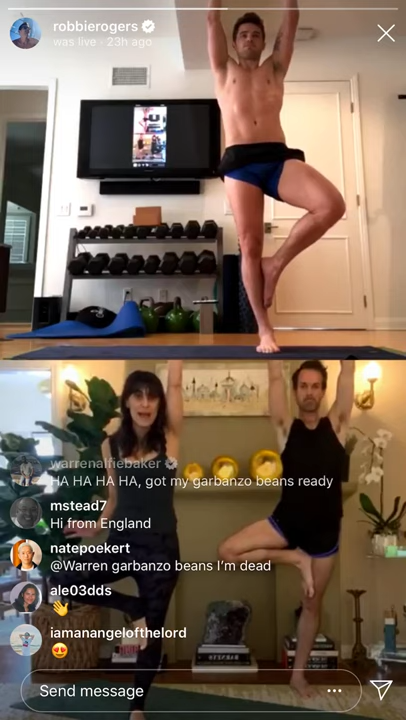 robbierogers
was live · 23h ago
warrenalfiebaker
HA HA HA HA, got my garbanzo beans ready
mstead7
Hi from England
natepoekert
@Warren garbanzo beans I'm dead
ale03dds
👋
iamanangelofthelord
😍
Send message